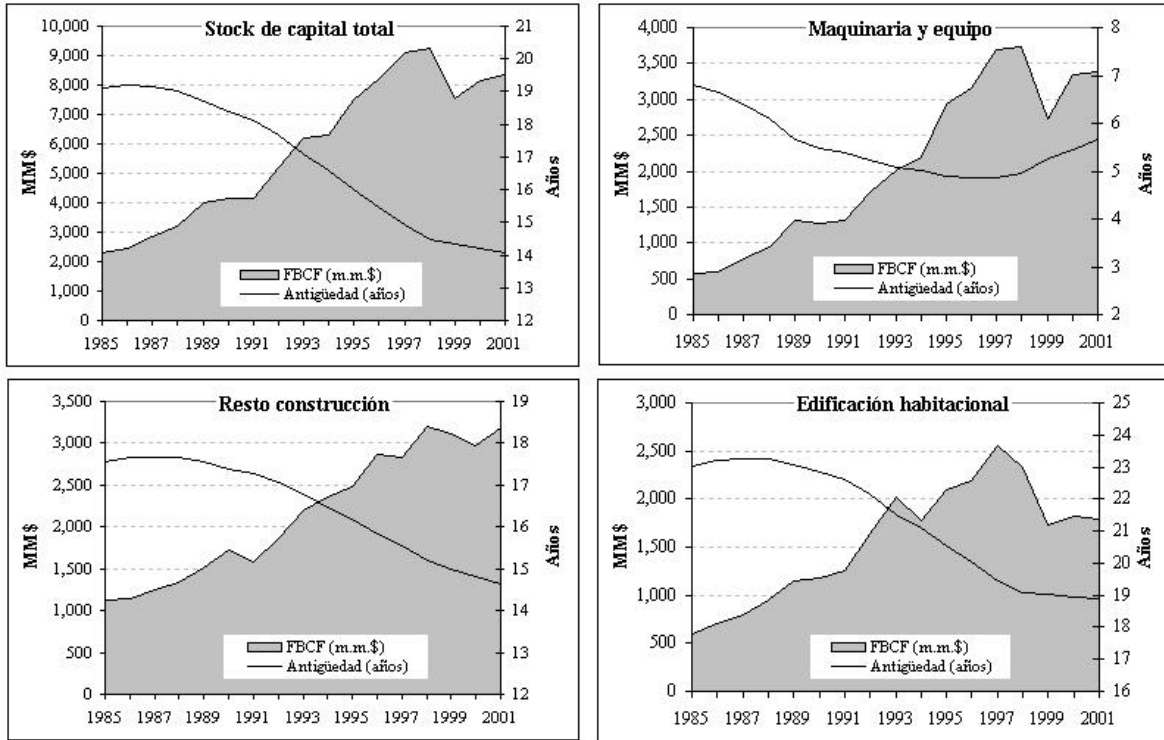 Stock de capital total
10,000
9,000
8,000
7,000
6,000
5,000
4,000
3,000
2,000
1,000
0
MM$
21
20
19
18
17
16
15
14
13
12
Años
FBCF (m.m.$)
Antigüedad (años)
1985 1987 1989 1991 1993 1995 1997 1999 2001
Maquinaria y equipo
4,000
3,500
3,000
2,500
2,000
1,500
1,000
500
0
MM$
8
7
6
5
4
3
2
Años
FBCF (m.m.$)
Antigüedad (años)
1985 1987 1989 1991 1993 1995 1997 1999 2001
Resto construcción
3,500
3,000
2,500
2,000
1,500
1,000
500
0
MM$
19
18
17
16
15
14
13
12
Años
FBCF (m.m.$)
Antigüedad (años)
1985 1987 1989 1991 1993 1995 1997 1999 2001
Edificación habitacional
3,000
2,500
2,000
1,500
1,000
500
0
MM$
25
24
23
22
21
20
19
18
17
16
Años
FBCF (m.m.$)
Antigüedad (años)
1985 1987 1989 1991 1993 1995 1997 1999 2001